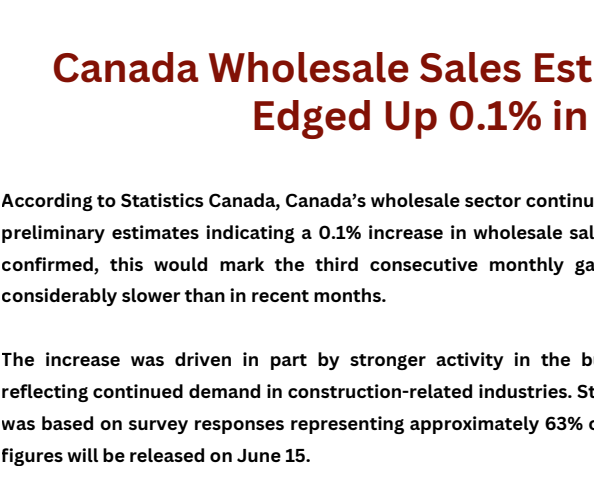 Canada Wholesale Sales Est
Edged Up 0.1% in
According to Statistics Canada, Canada’s wholesale sector continu
preliminary estimates indicating a 0.1% increase in wholesale sal
confirmed, this would mark the third consecutive monthly ga
considerably slower than in recent months.
The increase was driven in part by stronger activity in the b
reflecting continued demand in construction-related industries. St
was based on survey responses representing approximately 63% o
figures will be released on June 15.